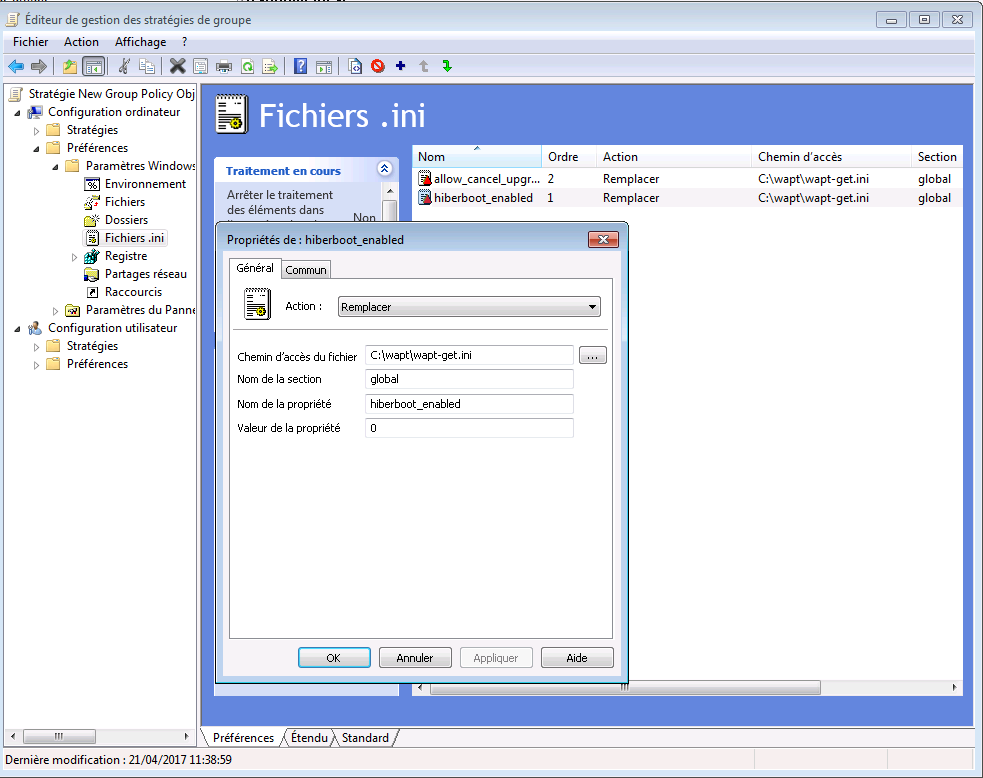 Éditeur de gestion des stratégies de groupe
Fichier Action Affichage ?
Stratégie New Group Policy Obj
Configuration ordinateur
Stratégies
Préférences
Paramètres Windows
Environnement
Fichiers
Dossiers
Fichiers .ini
Registre
Partages réseau
Raccourcis
Paramètres du Panne
Configuration utilisateur
Stratégies
Préférences
Fichiers .ini
Traitement en cours
Arrêter le traitement
des éléments dans
Non
Nom Ordre Action Chemin d'accès Section
allow_cancel_upgr... 2 Remplacer C:\wapt\wapt-get.ini global
hiberboot_enabled 1 Remplacer C:\wapt\wapt-get.ini global
Propriétés de : hiberboot_enabled
Général Commun
Action : Remplacer
Chemin d'accès du fichier C:\wapt\wapt-get.ini ...
Nom de la section global
Nom de la propriété hiberboot_enabled
Valeur de la propriété 0
OK Annuler Appliquer Aide
Préférences Étendu Standard
Dernière modification : 21/04/2017 11:38:59